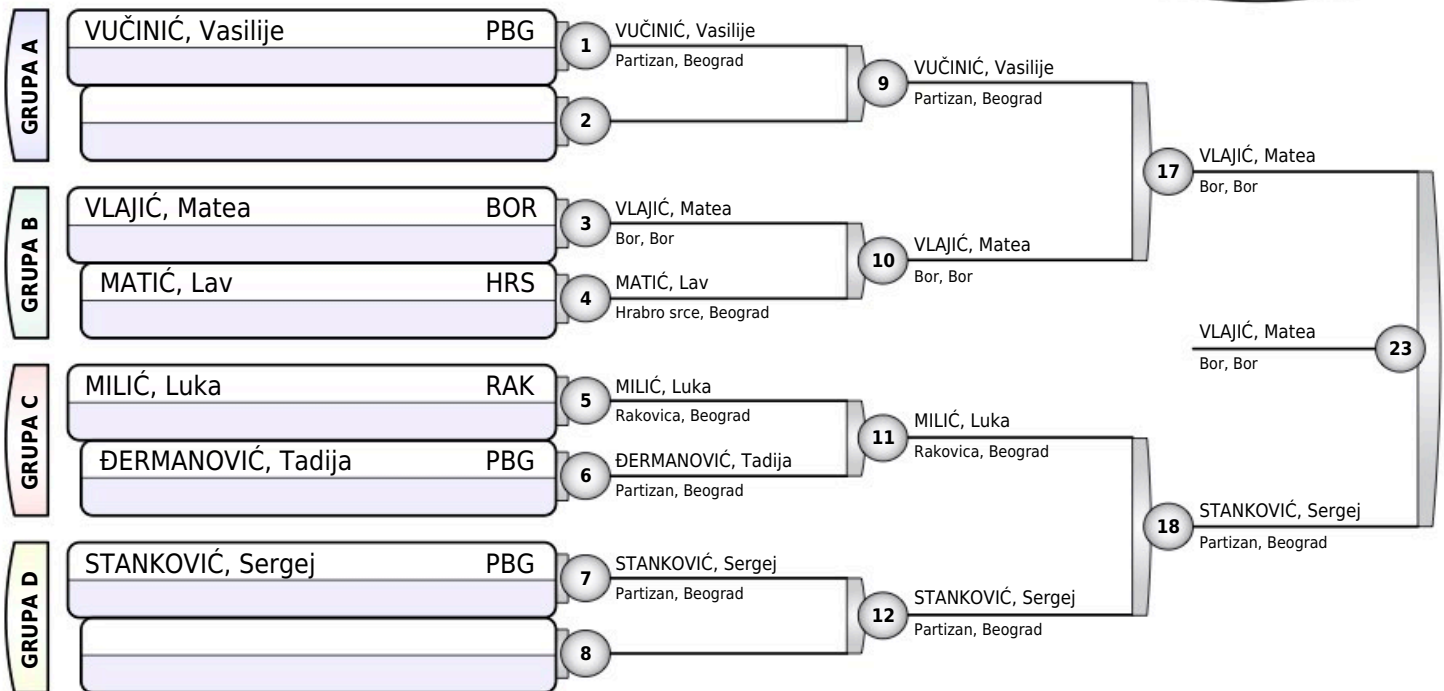 GRUPA A
VUČINIĆ, Vasilije PBG
1
VUČINIĆ, Vasilije
Partizan, Beograd
2
9
VUČINIĆ, Vasilije
Partizan, Beograd
17
VLAJIĆ, Matea
Bor, Bor
GRUPA B
VLAJIĆ, Matea BOR
3
VLAJIĆ, Matea
Bor, Bor
MATIĆ, Lav HRS
4
MATIĆ, Lav
Hrabro srce, Beograd
10
VLAJIĆ, Matea
Bor, Bor
VLAJIĆ, Matea
Bor, Bor
23
GRUPA C
MILIĆ, Luka RAK
5
MILIĆ, Luka
Rakovica, Beograd
ĐERMANOVIĆ, Tadija PBG
6
ĐERMANOVIĆ, Tadija
Partizan, Beograd
11
MILIĆ, Luka
Rakovica, Beograd
18
STANKOVIĆ, Sergej
Partizan, Beograd
GRUPA D
STANKOVIĆ, Sergej PBG
7
STANKOVIĆ, Sergej
Partizan, Beograd
8
12
STANKOVIĆ, Sergej
Partizan, Beograd